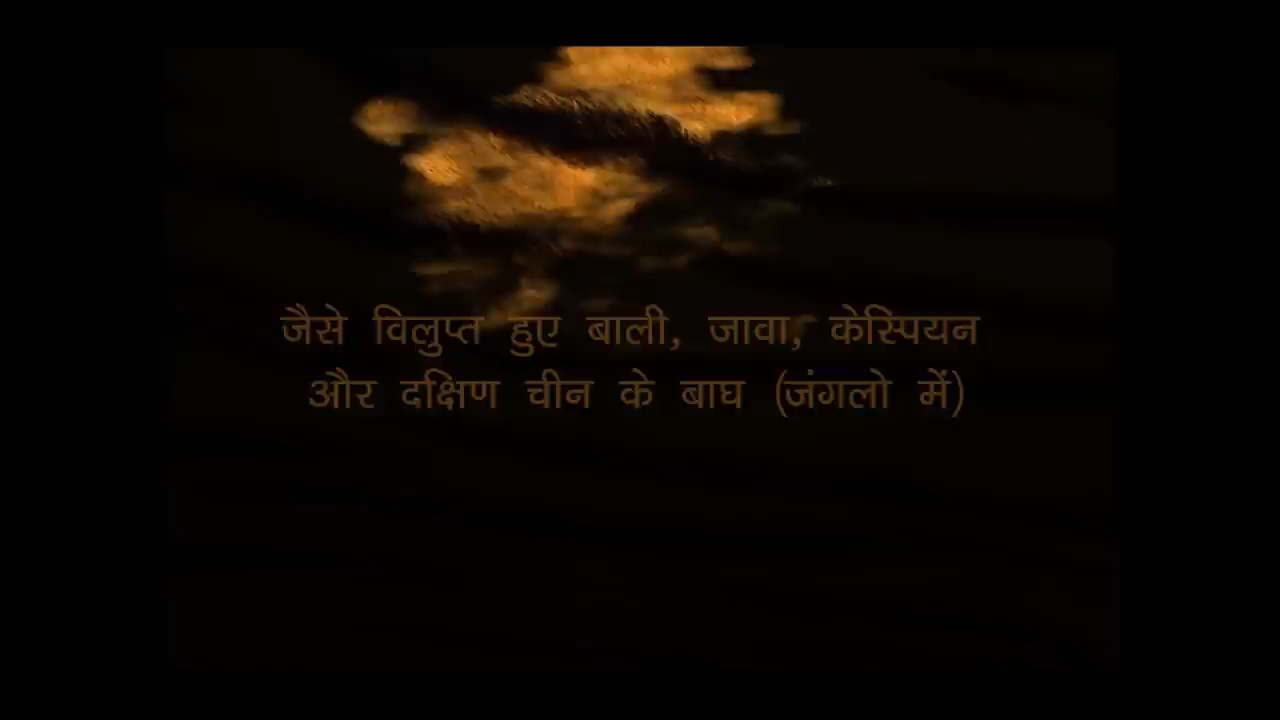 जैसे विलुप्त हुए बाली, जावा, केस्पियन
और दक्षिण चीन के बाघ (जंगलो में)